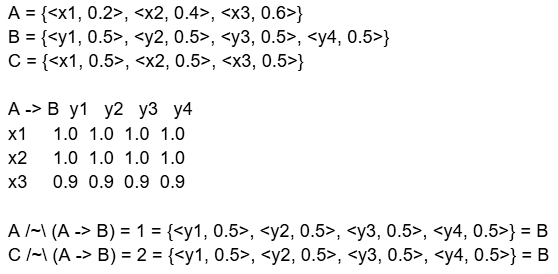 A = {<x1, 0.2>, <x2, 0.4>, <x3, 0.6>}
B = {<y1, 0.5>, <y2, 0.5>, <y3, 0.5>, <y4, 0.5>}
C = {<x1, 0.5>, <x2, 0.5>, <x3, 0.5>}
A -> B y1 y2 y3 y4
x1 1.0 1.0 1.0 1.0
x2 1.0 1.0 1.0 1.0
x3 0.9 0.9 0.9 0.9
A /~\ (A -> B) = 1 = {<y1, 0.5>, <y2, 0.5>, <y3, 0.5>, <y4, 0.5>} = B
C /~\ (A -> B) = 2 = {<y1, 0.5>, <y2, 0.5>, <y3, 0.5>, <y4, 0.5>} = B